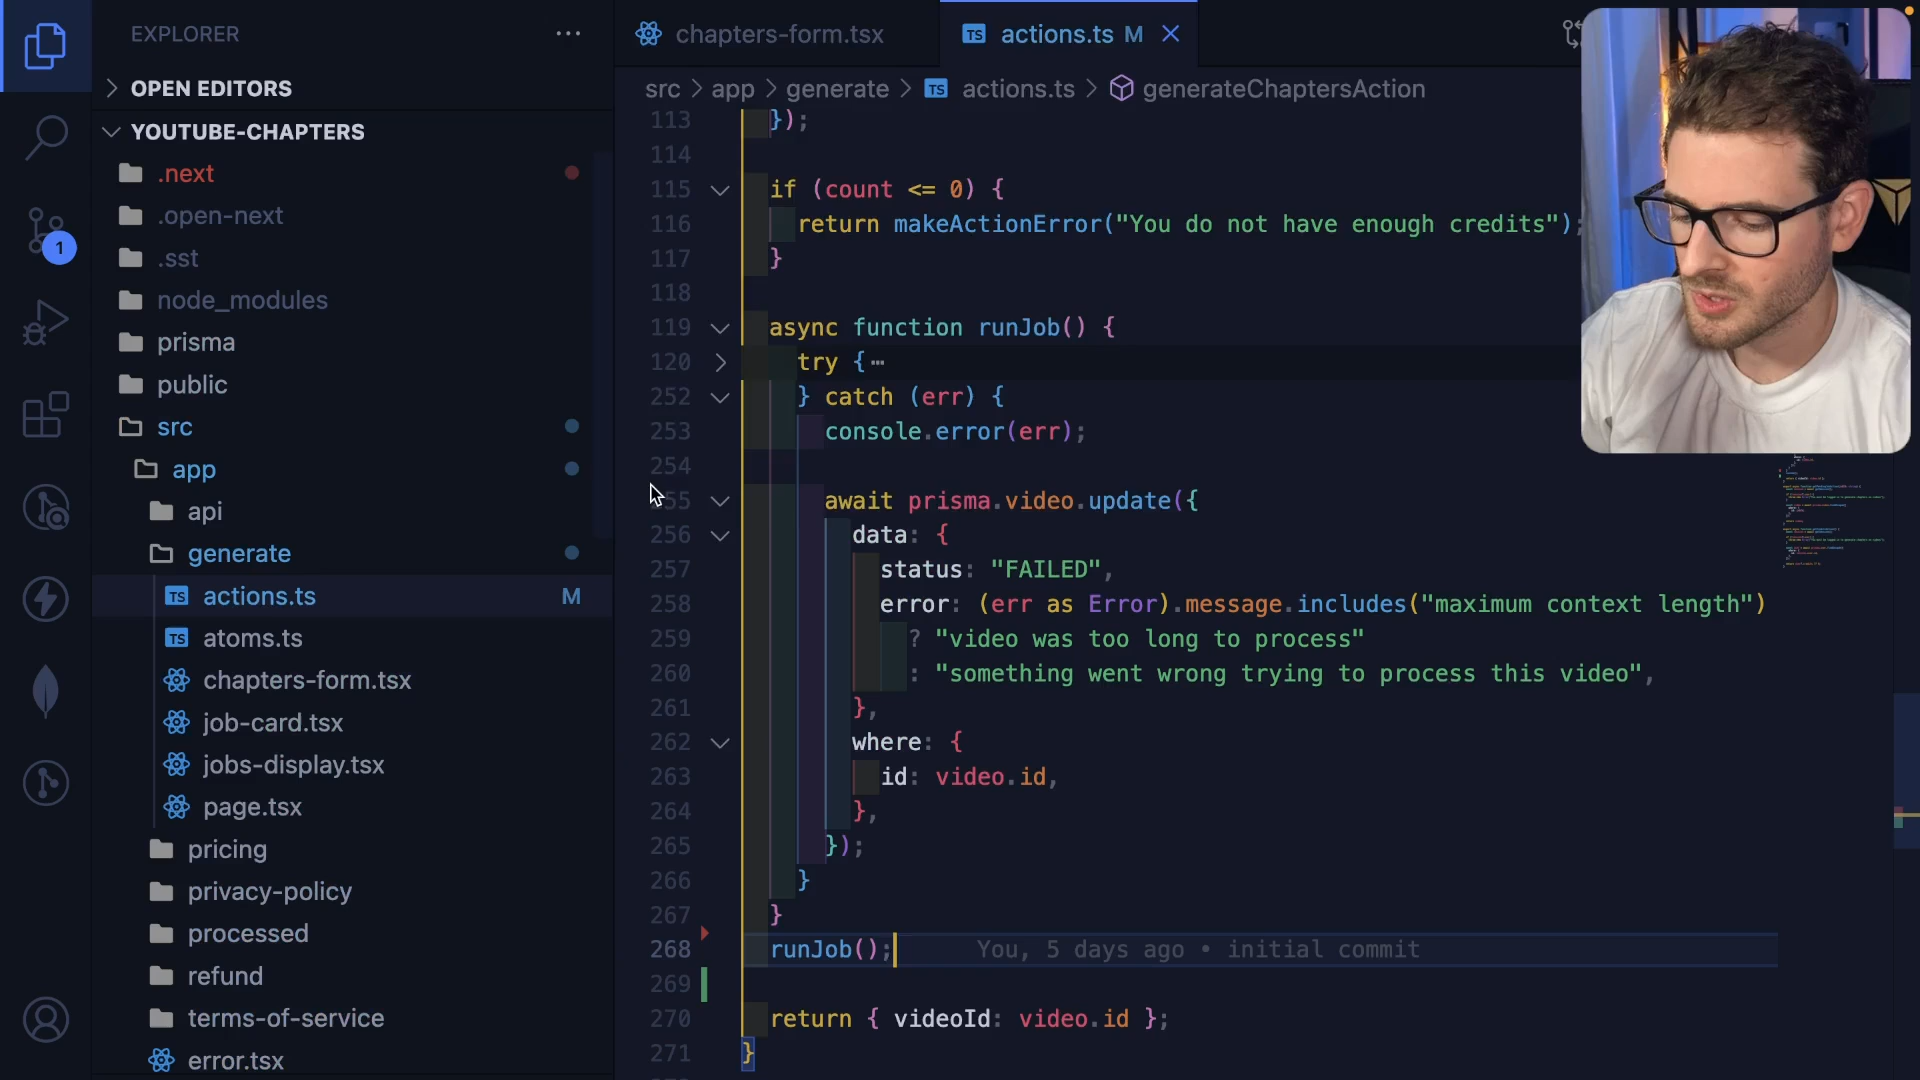 EXPLORER
OPEN EDITORS
YOUTUBE-CHAPTERS
.next
.open-next
.sst
node_modules
prisma
public
src
app
api
generate
TS actions.ts M
TS atoms.ts
chapters-form.tsx
job-card.tsx
jobs-display.tsx
page.tsx
pricing
privacy-policy
processed
refund
terms-of-service
error.tsx
1
chapters-form.tsx
TS actions.ts M
src > app > generate > TS actions.ts > generateChaptersAction
113 });
114
115 if (count <= 0) {
116 return makeActionError("You do not have enough credits");
117 }
118
119 async function runJob() {
120 try {…
252 } catch (err) {
253 console.error(err);
254
255 await prisma.video.update({
256 data: {
257 status: "FAILED",
258 error: (err as Error).message.includes("maximum context length")
259 ? "video was too long to process"
260 : "something went wrong trying to process this video",
261 },
262 where: {
263 id: video.id,
264 },
265 });
266 }
267 }
268 runJob(); You, 5 days ago • initial commit
269
270 return { videoId: video.id };
271 }